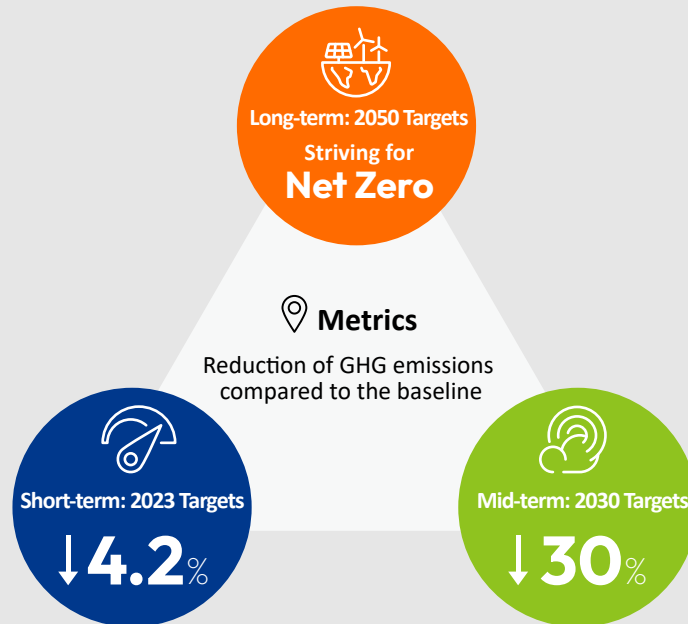 Long-term: 2050 Targets
Striving for
Net Zero
Metrics
Reduction of GHG emissions
compared to the baseline
Short-term: 2023 Targets
↓4.2%
Mid-term: 2030 Targets
↓30%